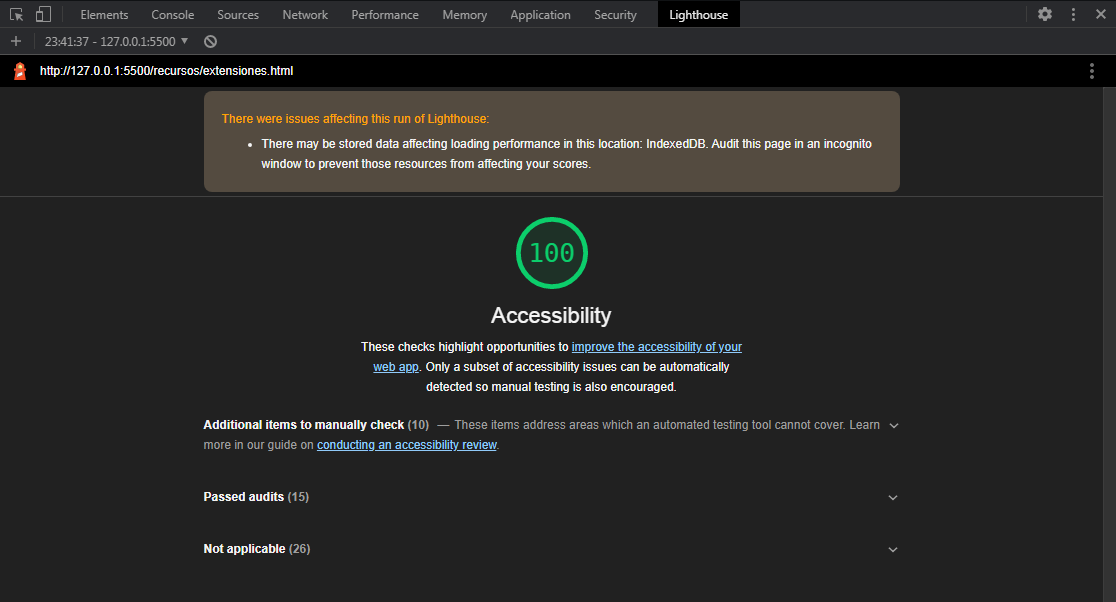 Elements Console Sources Network Performance Memory Application Security Lighthouse
23:41:37 - 127.0.0.1:5500
http://127.0.0.1:5500/recursos/extensiones.html
There were issues affecting this run of Lighthouse:
• There may be stored data affecting loading performance in this location: IndexedDB. Audit this page in an incognito
window to prevent those resources from affecting your scores.
100
Accessibility
These checks highlight opportunities to improve the accessibility of your
web app. Only a subset of accessibility issues can be automatically
detected so manual testing is also encouraged.
Additional items to manually check (10) — These items address areas which an automated testing tool cannot cover. Learn
more in our guide on conducting an accessibility review.
Passed audits (15)
Not applicable (26)